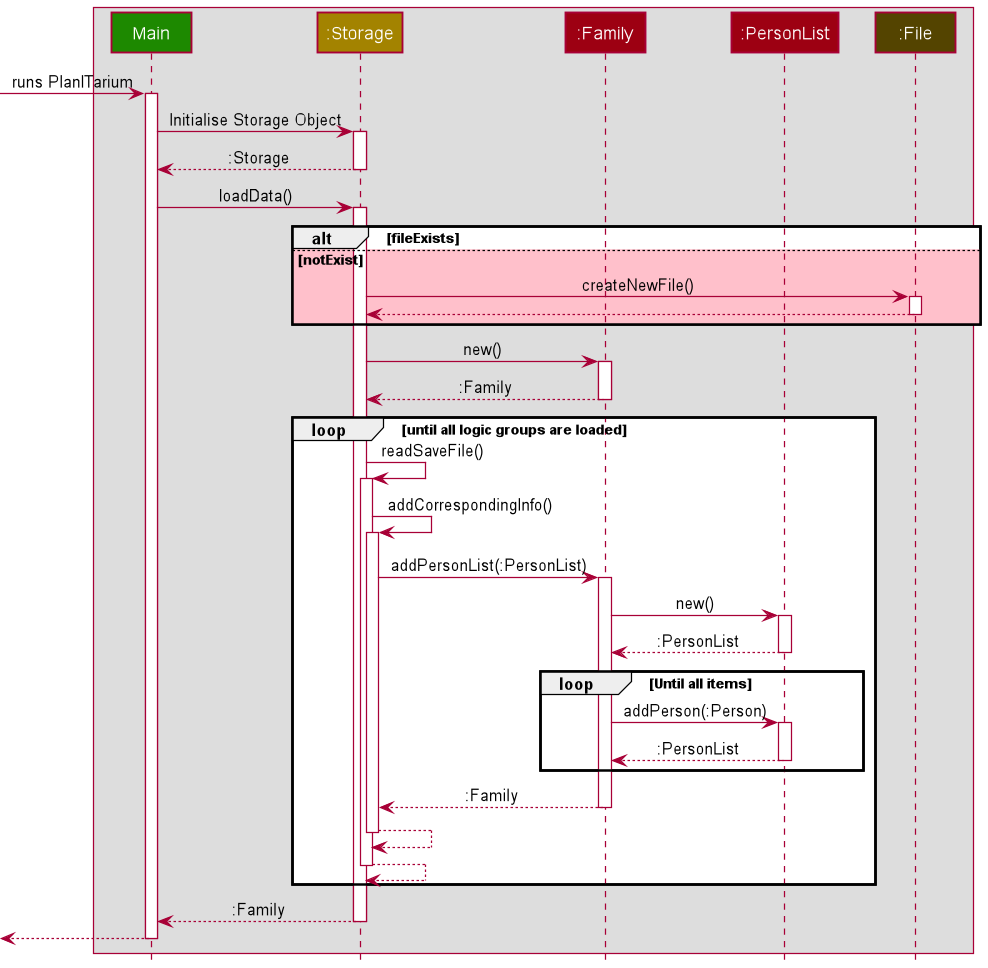 Main
:Storage
:Family
:PersonList
:File
runs PlanITarium
Initialise Storage Object
:Storage
loadData()
alt
[fileExists]
[notExist]
createNewFile()
new()
:Family
loop
[until all logic groups are loaded]
readSaveFile()
addCorrespondingInfo()
addPersonList(:PersonList)
new()
:PersonList
loop
[Until all items]
addPerson(:Person)
:PersonList
:Family
:Family